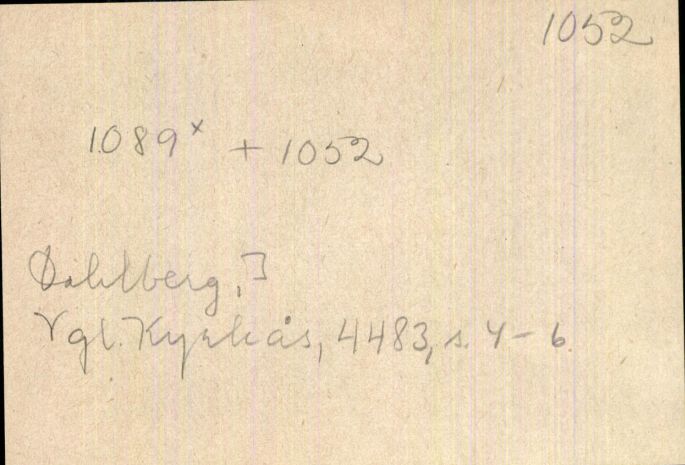 1052
1089x + 1052
Dahlberg, J
Vgl. Kyrkås, 4483, s. 4-6